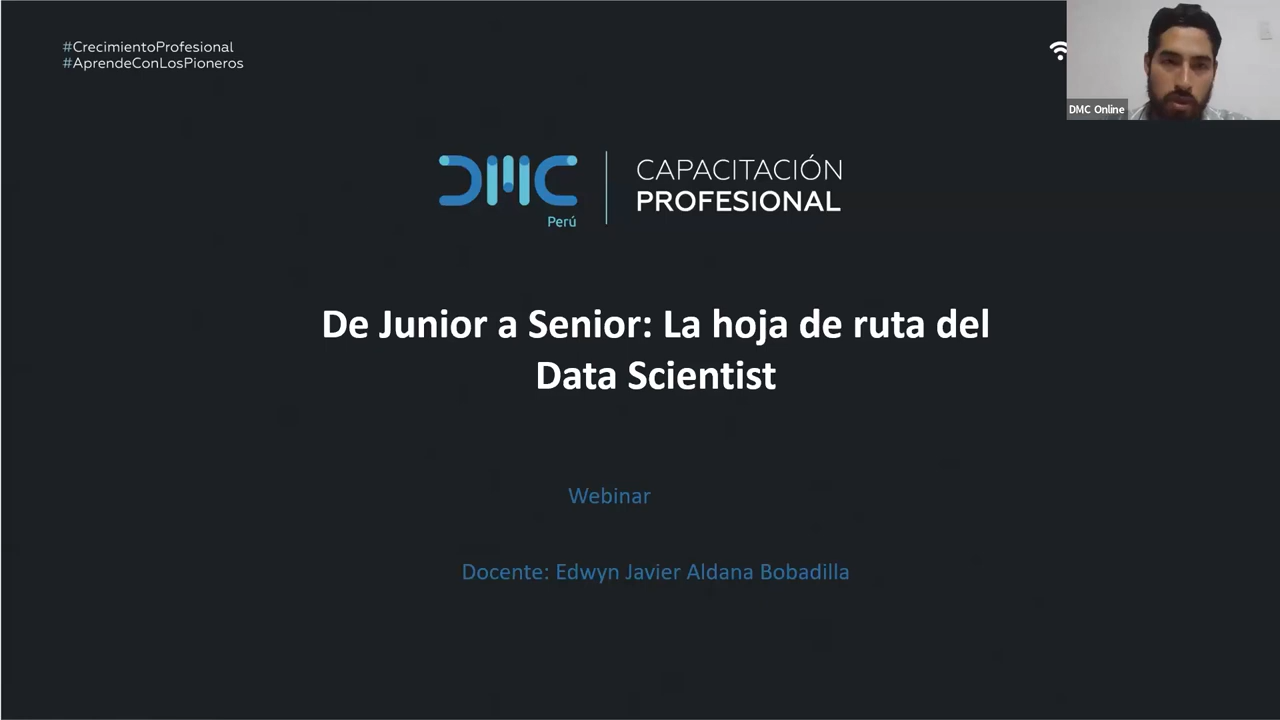 #CrecimientoProfesional
#AprendeConLosPioneros
DMC Online
DMC
Perú
CAPACITACIÓN
PROFESIONAL
De Junior a Senior: La hoja de ruta del
Data Scientist
Webinar
Docente: Edwyn Javier Aldana Bobadilla